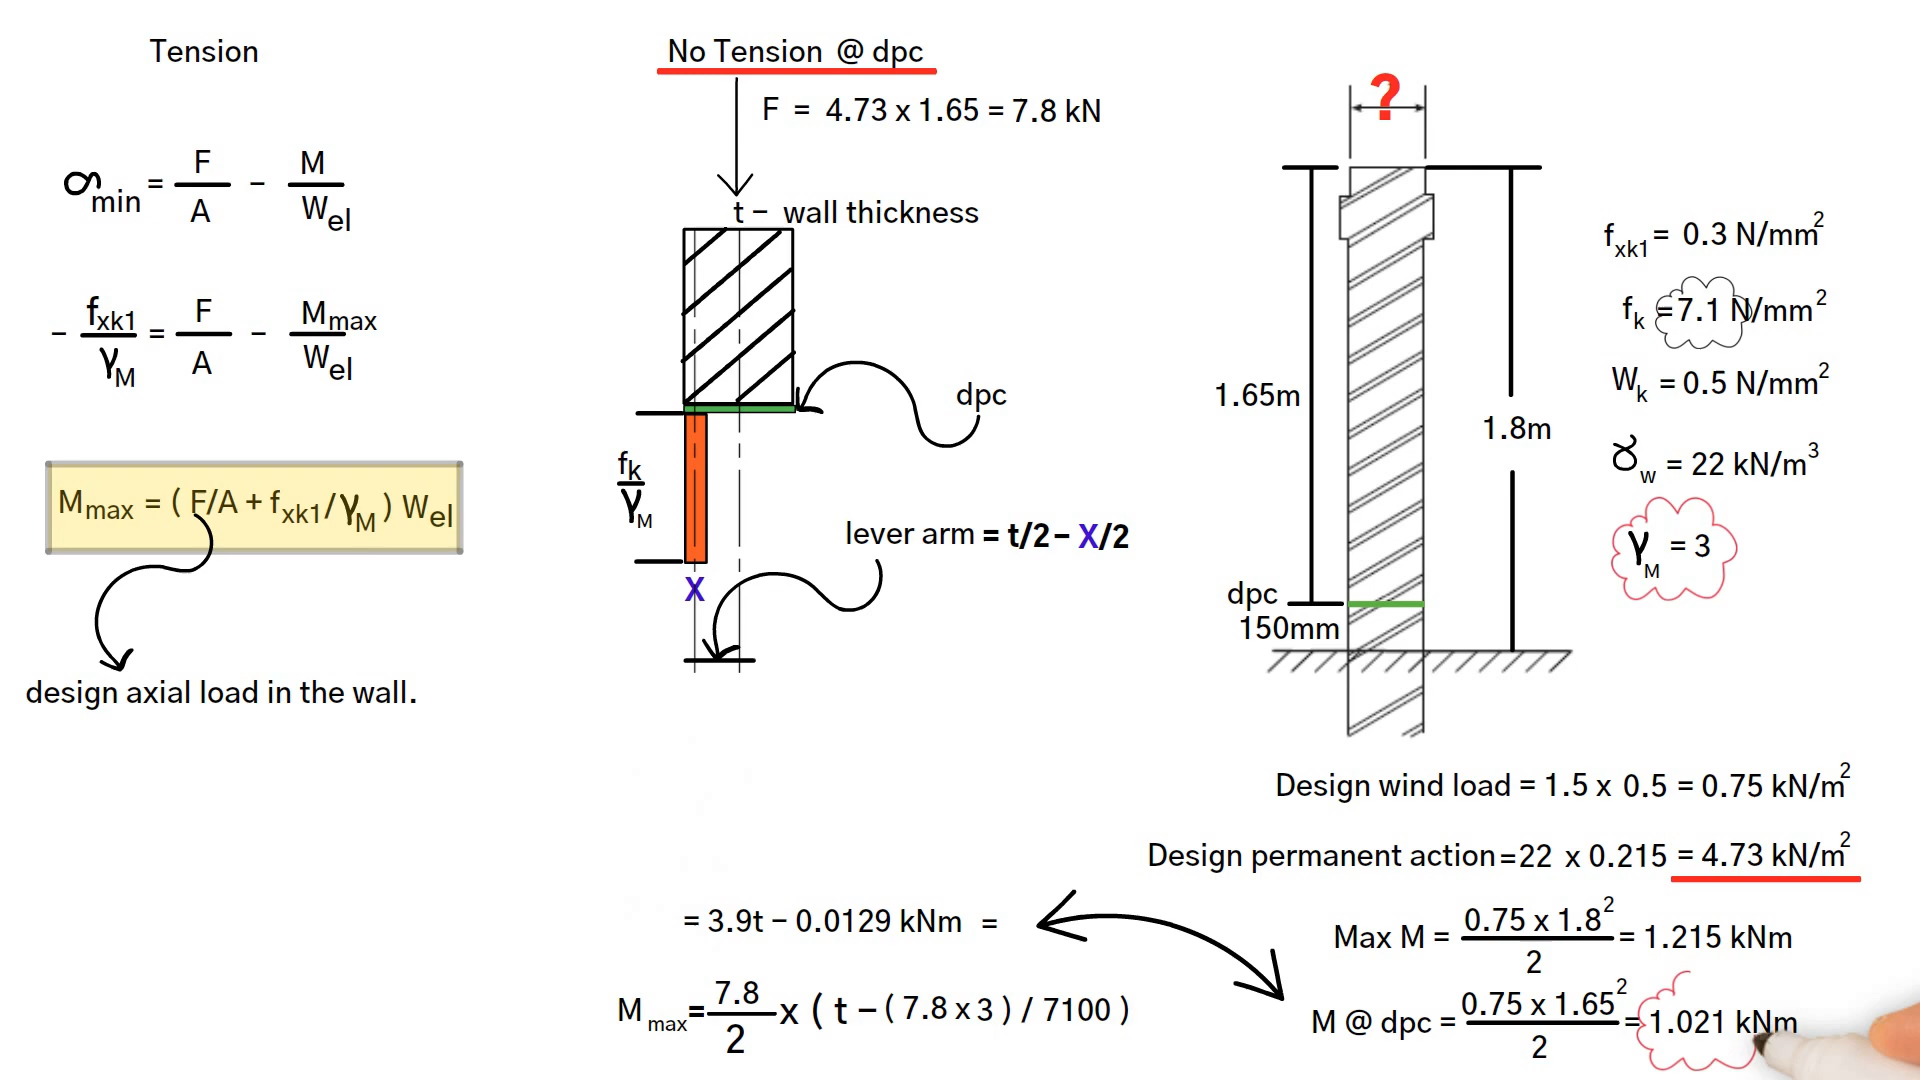 Tension
σmin = F/A - M/Wel
- fxk1/γM = F/A - Mmax/Wel
Mmax = ( F/A + fxk1/γM ) Wel
design axial load in the wall.
No Tension @ dpc
F = 4.73 x 1.65 = 7.8 kN
t - wall thickness
dpc
fk/γM
lever arm = t/2 - X/2
X
= 3.9t - 0.0129 kNm =
Mmax = 7.8/2 x ( t - ( 7.8 x 3 ) / 7100 )
?
1.65m
1.8m
dpc
150mm
fxk1 = 0.3 N/mm²
fk = 7.1 N/mm²
Wk = 0.5 N/mm²
γw = 22 kN/m³
γM = 3
Design wind load = 1.5 x 0.5 = 0.75 kN/m²
Design permanent action = 22 x 0.215 = 4.73 kN/m²
Max M = 0.75 x 1.8²/2 = 1.215 kNm
M @ dpc = 0.75 x 1.65²/2 = 1.021 kNm